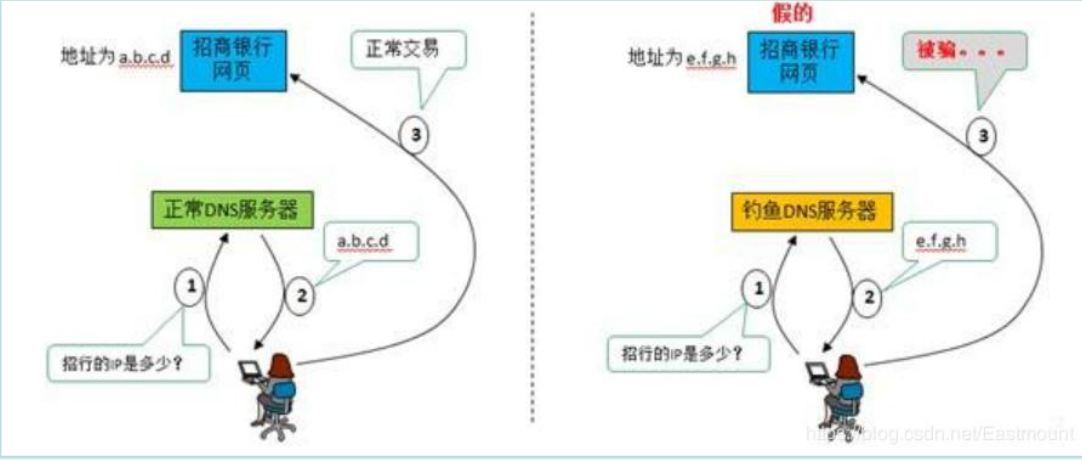 地址为 a.b.c.d
招商银行
网页
正常交易
3
正常DNS服务器
a.b.c.d
1
2
招行的IP是多少？
假的
地址为 e.f.g.h
招商银行
网页
被骗。。。
3
钓鱼DNS服务器
e.f.g.h
1
2
招行的IP是多少？
https://blog.csdn.net/Eastmount